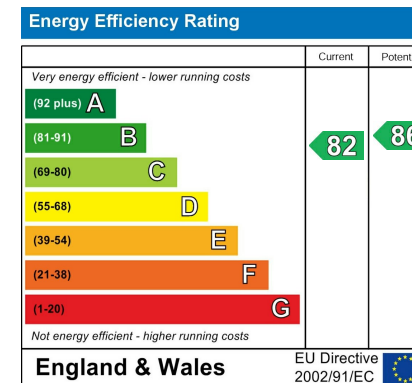 Energy Efficiency Rating
Current Potent
Very energy efficient - lower running costs
(92 plus) A
(81-91) B
(69-80) C
(55-68) D
(39-54) E
(21-38) F
(1-20) G
82 86
Not energy efficient - higher running costs
England & Wales
EU Directive
2002/91/EC